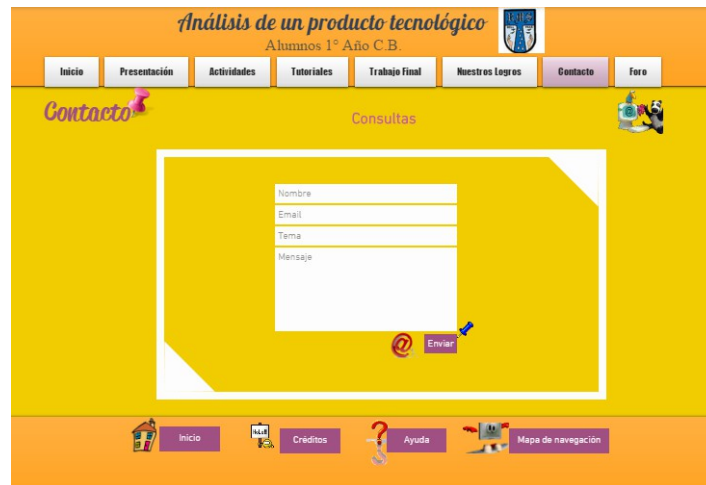 Análisis de un producto tecnológico
Alumnos 1° Año C.B.
Inicio Presentación Actividades Tutoriales Trabajo Final Nuestros Logros Contacto Foro
Contacto
Consultas
Nombre
Email
Tema
Mensaje
@ Enviar
Inicio Créditos Ayuda Mapa de navegación